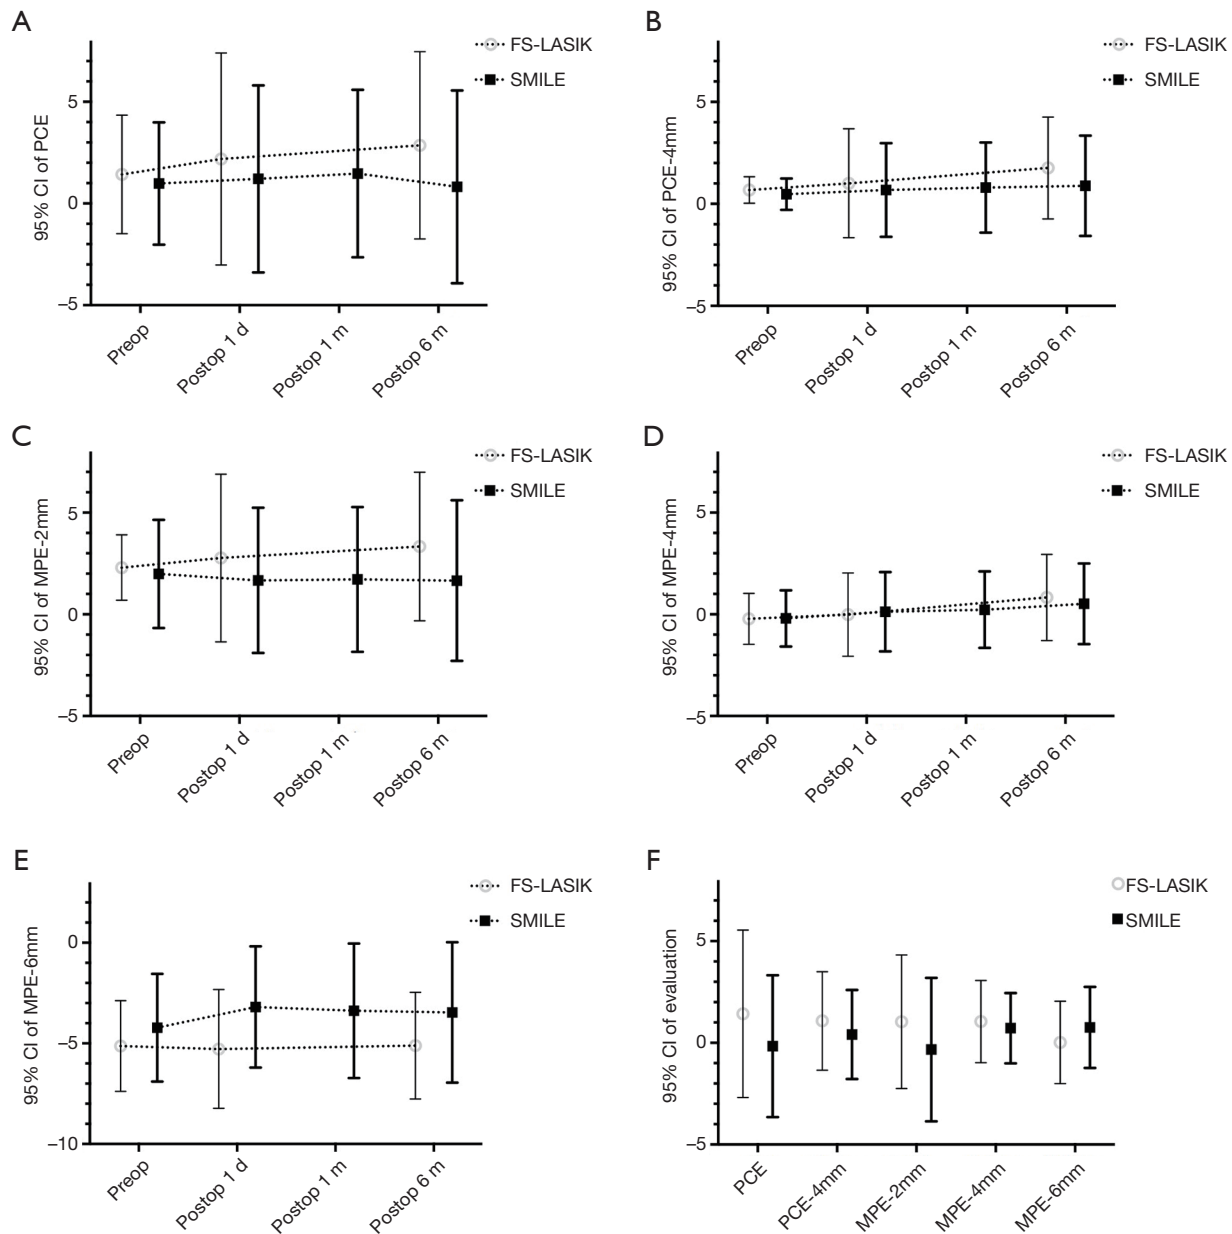 A
FS-LASIK
SMILE
95% CI of PCE
5
0
–5
Preop
Postop 1 d
Postop 1 m
Postop 6 m
B
FS-LASIK
SMILE
95% CI of PCE-4mm
5
0
–5
Preop
Postop 1 d
Postop 1 m
Postop 6 m
C
FS-LASIK
SMILE
95% CI of MPE-2mm
5
0
–5
Preop
Postop 1 d
Postop 1 m
Postop 6 m
D
FS-LASIK
SMILE
95% CI of MPE-4mm
5
0
–5
Preop
Postop 1 d
Postop 1 m
Postop 6 m
E
FS-LASIK
SMILE
95% CI of MPE-6mm
0
–5
–10
Preop
Postop 1 d
Postop 1 m
Postop 6 m
F
FS-LASIK
SMILE
95% CI of evaluation
5
0
–5
PCE
PCE-4mm
MPE-2mm
MPE-4mm
MPE-6mm